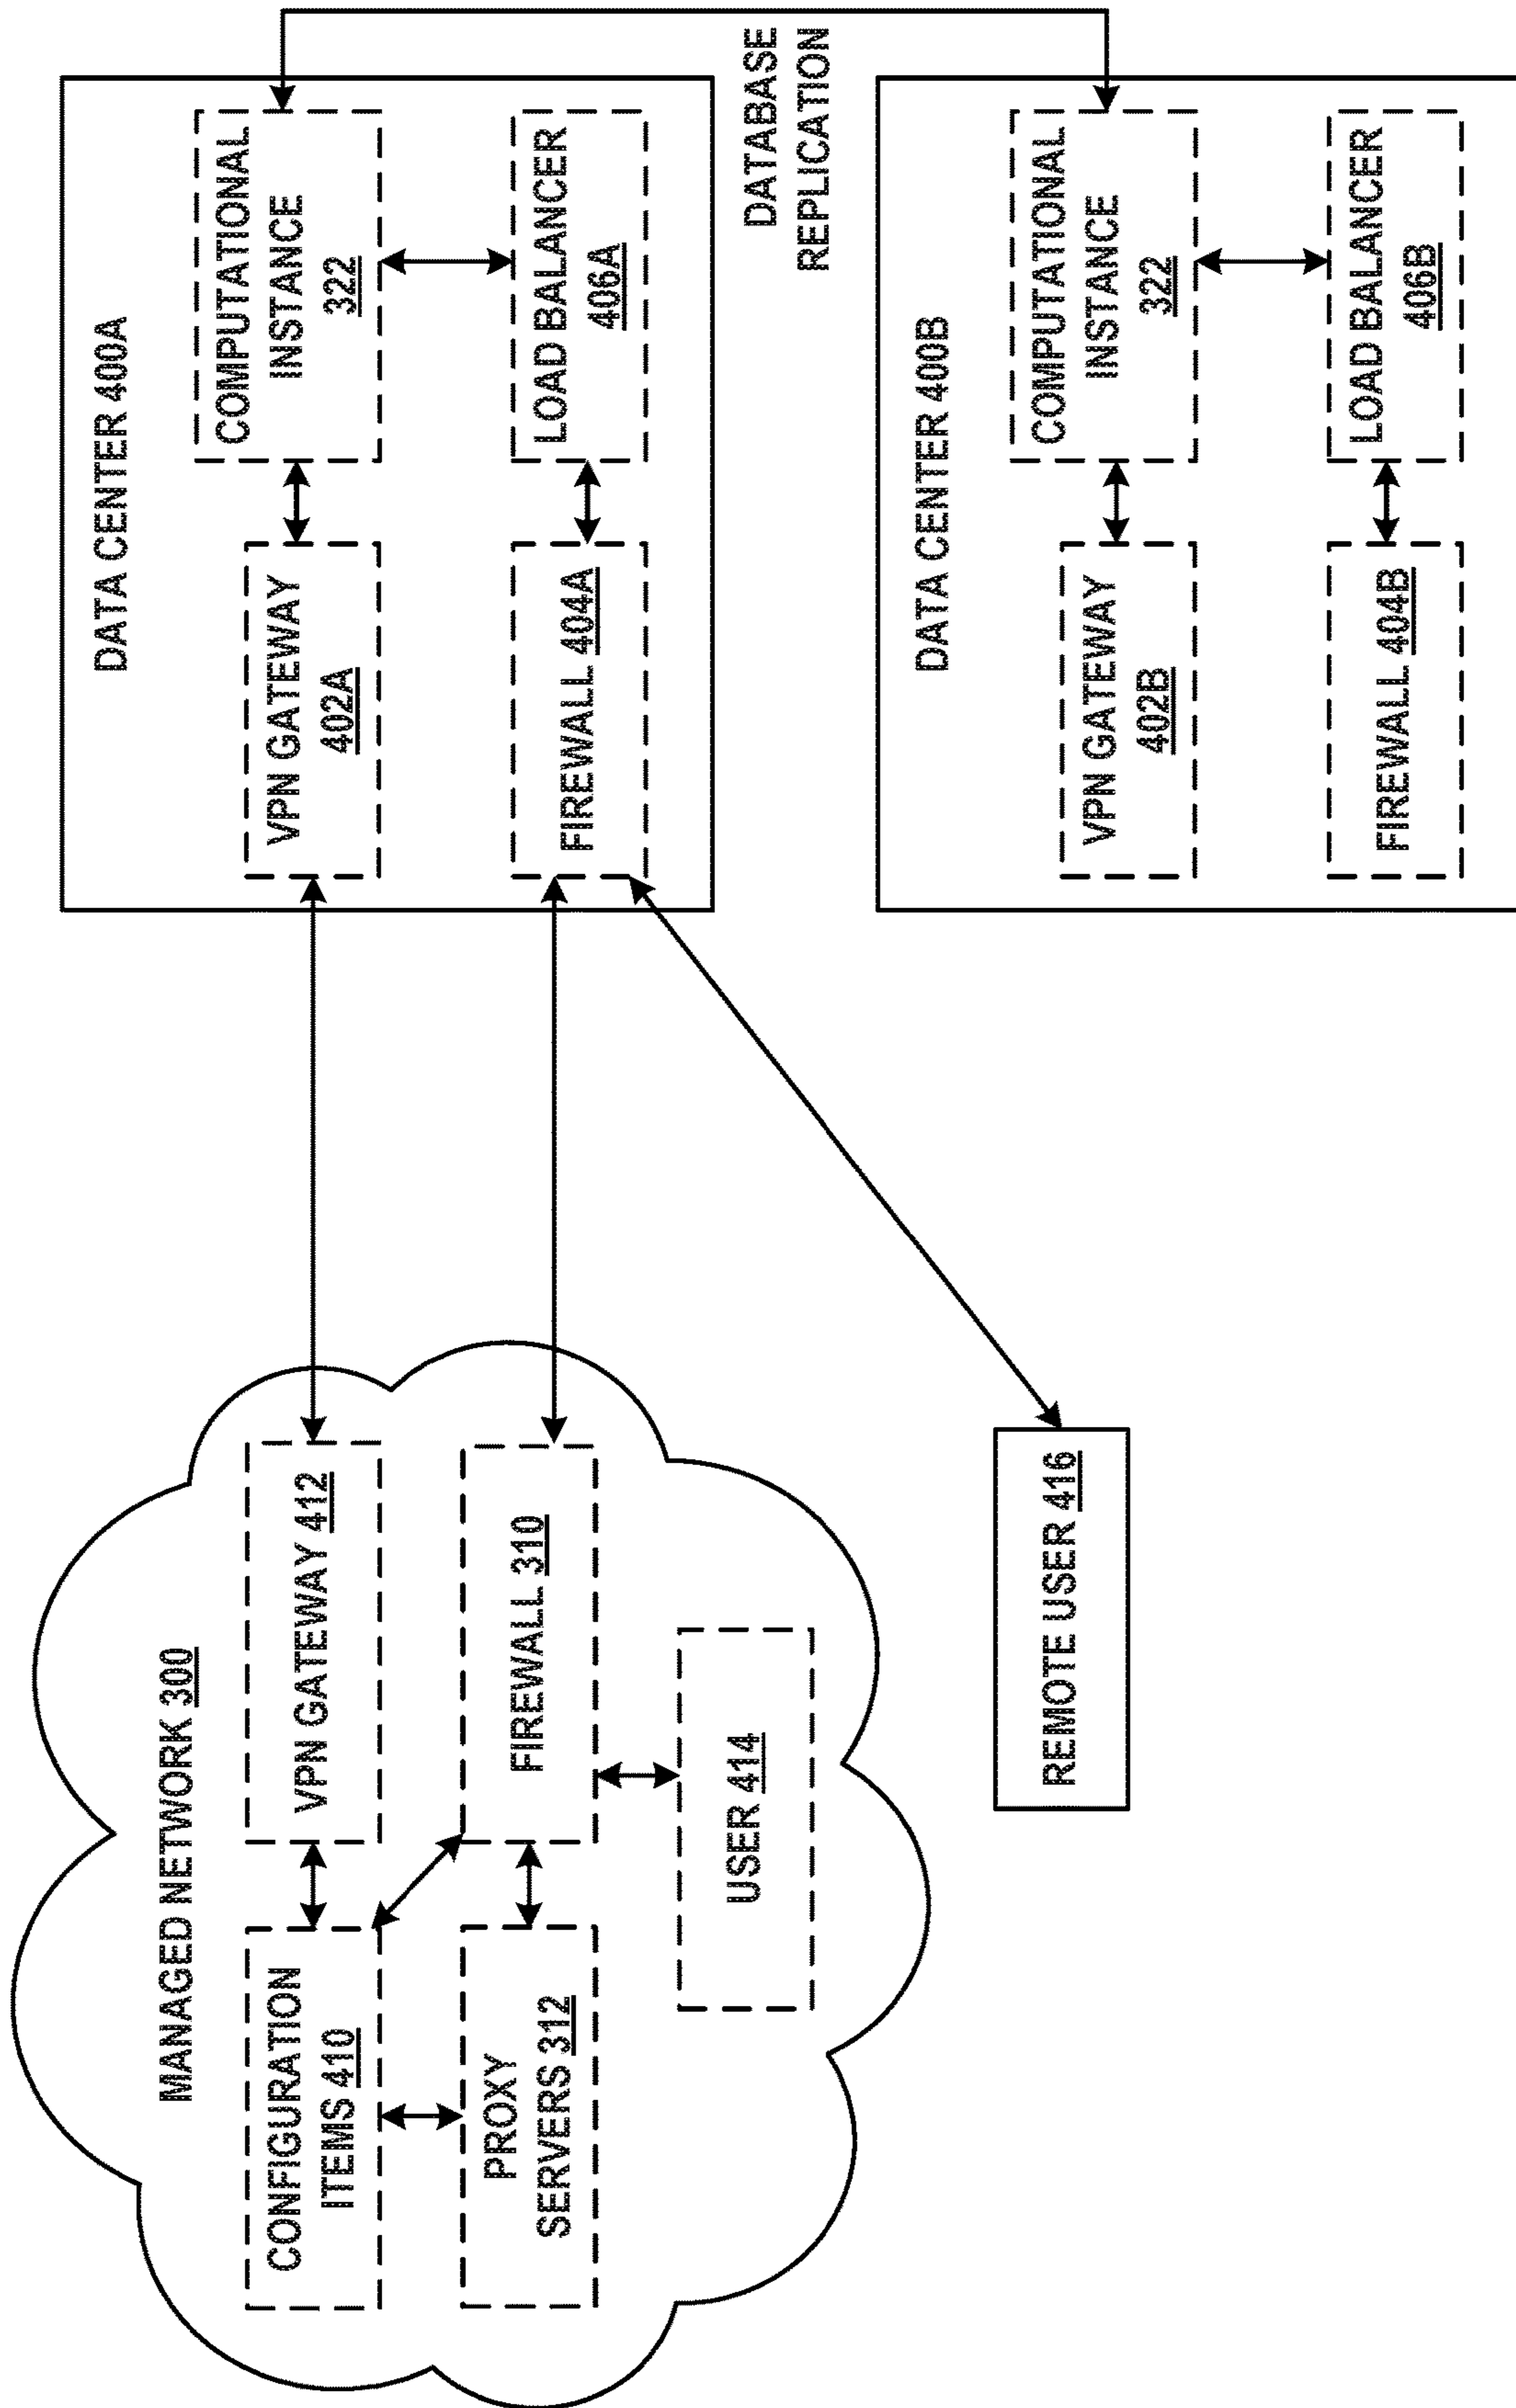 MANAGED NETWORK 300
CONFIGURATION
ITEMS 410
VPN GATEWAY 412
PROXY
SERVERS 312
FIREWALL 310
USER 414
REMOTE USER 416
DATA CENTER 400A
VPN GATEWAY
402A
COMPUTATIONAL
INSTANCE
322
FIREWALL 404A
LOAD BALANCER
406A
DATABASE
REPLICATION
DATA CENTER 400B
VPN GATEWAY
402B
COMPUTATIONAL
INSTANCE
322
FIREWALL 404B
LOAD BALANCER
406B